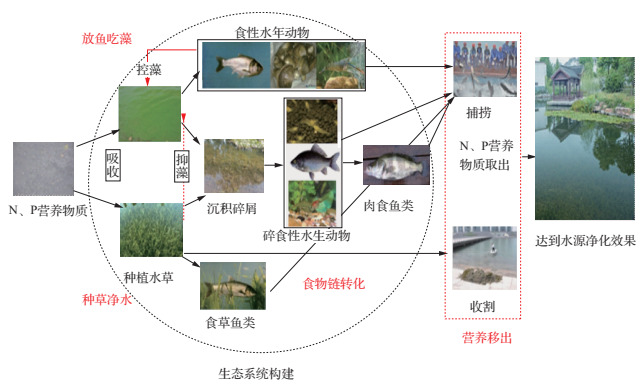 放鱼吃藻
食性水年动物
控藻
吸收
抑藻
N、P营养物质
沉积碎屑
碎食性水生动物
肉食鱼类
捕捞
N、P营养
物质取出
达到水源净化效果
种植水草
种草净水
食草鱼类
食物链转化
收割
营养移出
生态系统构建